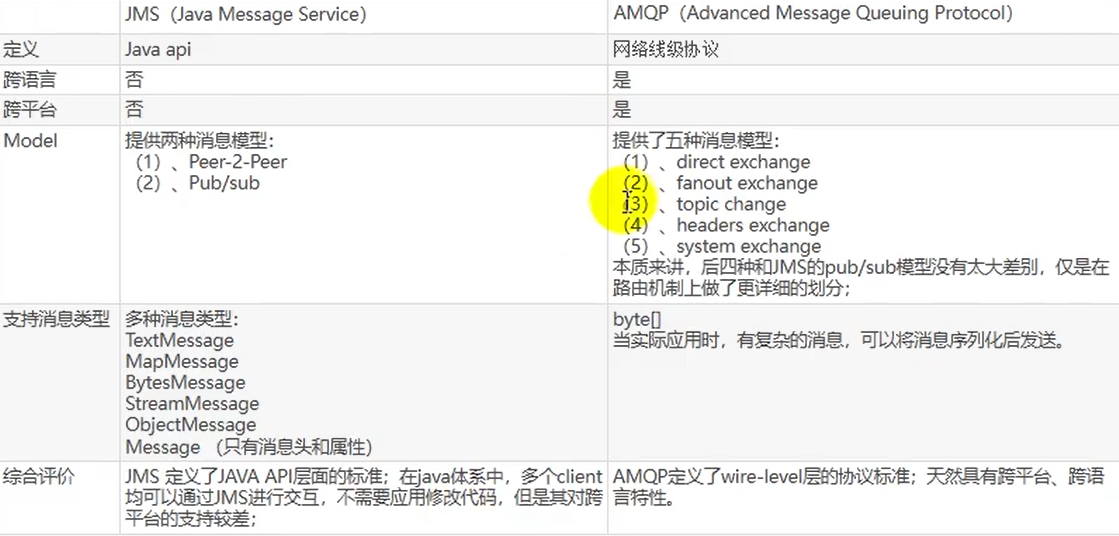 JMS（Java Message Service） AMQP（Advanced Message Queuing Protocol）
定义 Java api 网络线级协议
跨语言 否 是
跨平台 否 是
Model
提供两种消息模型：
（1）、Peer-2-Peer
（2）、Pub/sub
提供了五种消息模型：
（1）、direct exchange
（2）、fanout exchange
（3）、topic change
（4）、headers exchange
（5）、system exchange
本质来讲，后四种和JMS的pub/sub模型没有太大差别，仅是在
路由机制上做了更详细的划分；
支持消息类型
多种消息类型：
TextMessage
MapMessage
BytesMessage
StreamMessage
ObjectMessage
Message （只有消息头和属性）
byte[]
当实际应用时，有复杂的消息，可以将消息序列化后发送。
综合评价
JMS 定义了JAVA API层面的标准；在java体系中，多个client
均可以通过JMS进行交互，不需要应用修改代码，但是其对跨
平台的支持较差；
AMQP定义了wire-level层的协议标准；天然具有跨平台、跨语
言特性。